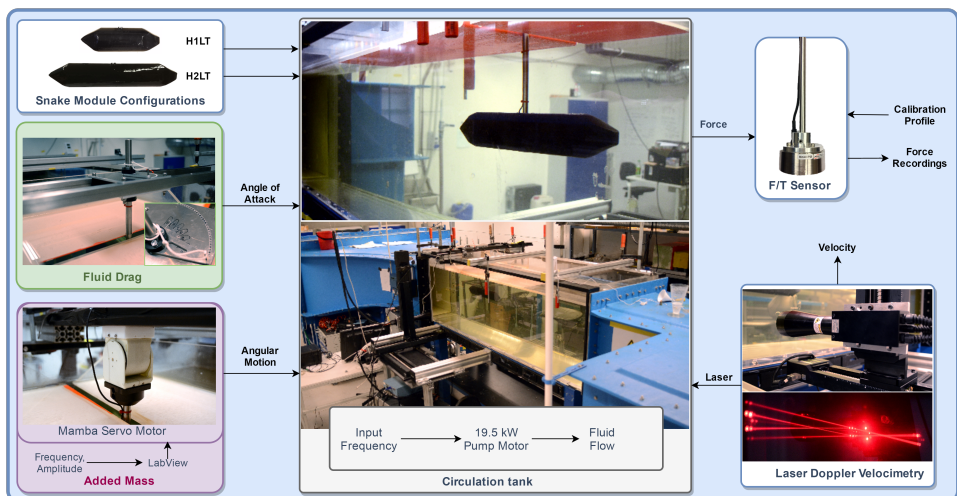 H1LT
H2LT
Snake Module Configurations
Angle of
Attack
Fluid Drag
Mamba Servo Motor
Frequency,
Amplitude
LabView
Added Mass
Angular
Motion
Input
Frequency
19.5 kW
Pump Motor
Fluid
Flow
Circulation tank
Force
F/T Sensor
Calibration
Profile
Force
Recordings
Velocity
Laser
Laser Doppler Velocimetry